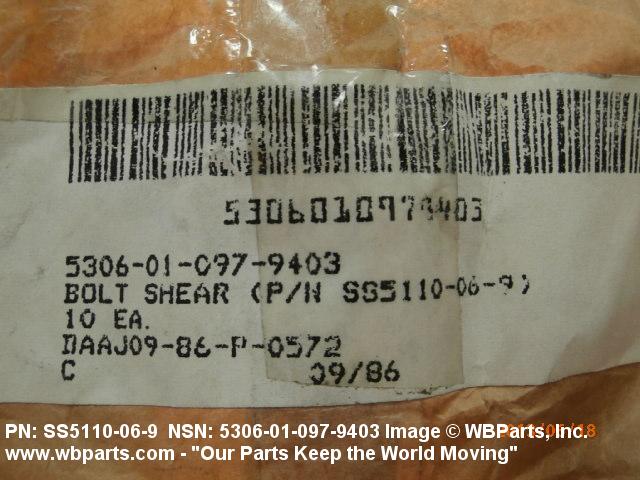 5306010979403
5306-01-097-9403
BOLT SHEAR (P/N SS5110-06-9)
10 EA.
DAAJ09-86-P-0572
C 09/86
PN: SS5110-06-9 NSN: 5306-01-097-9403 Image © WBParts, Inc.
www.wbparts.com - "Our Parts Keep the World Moving"